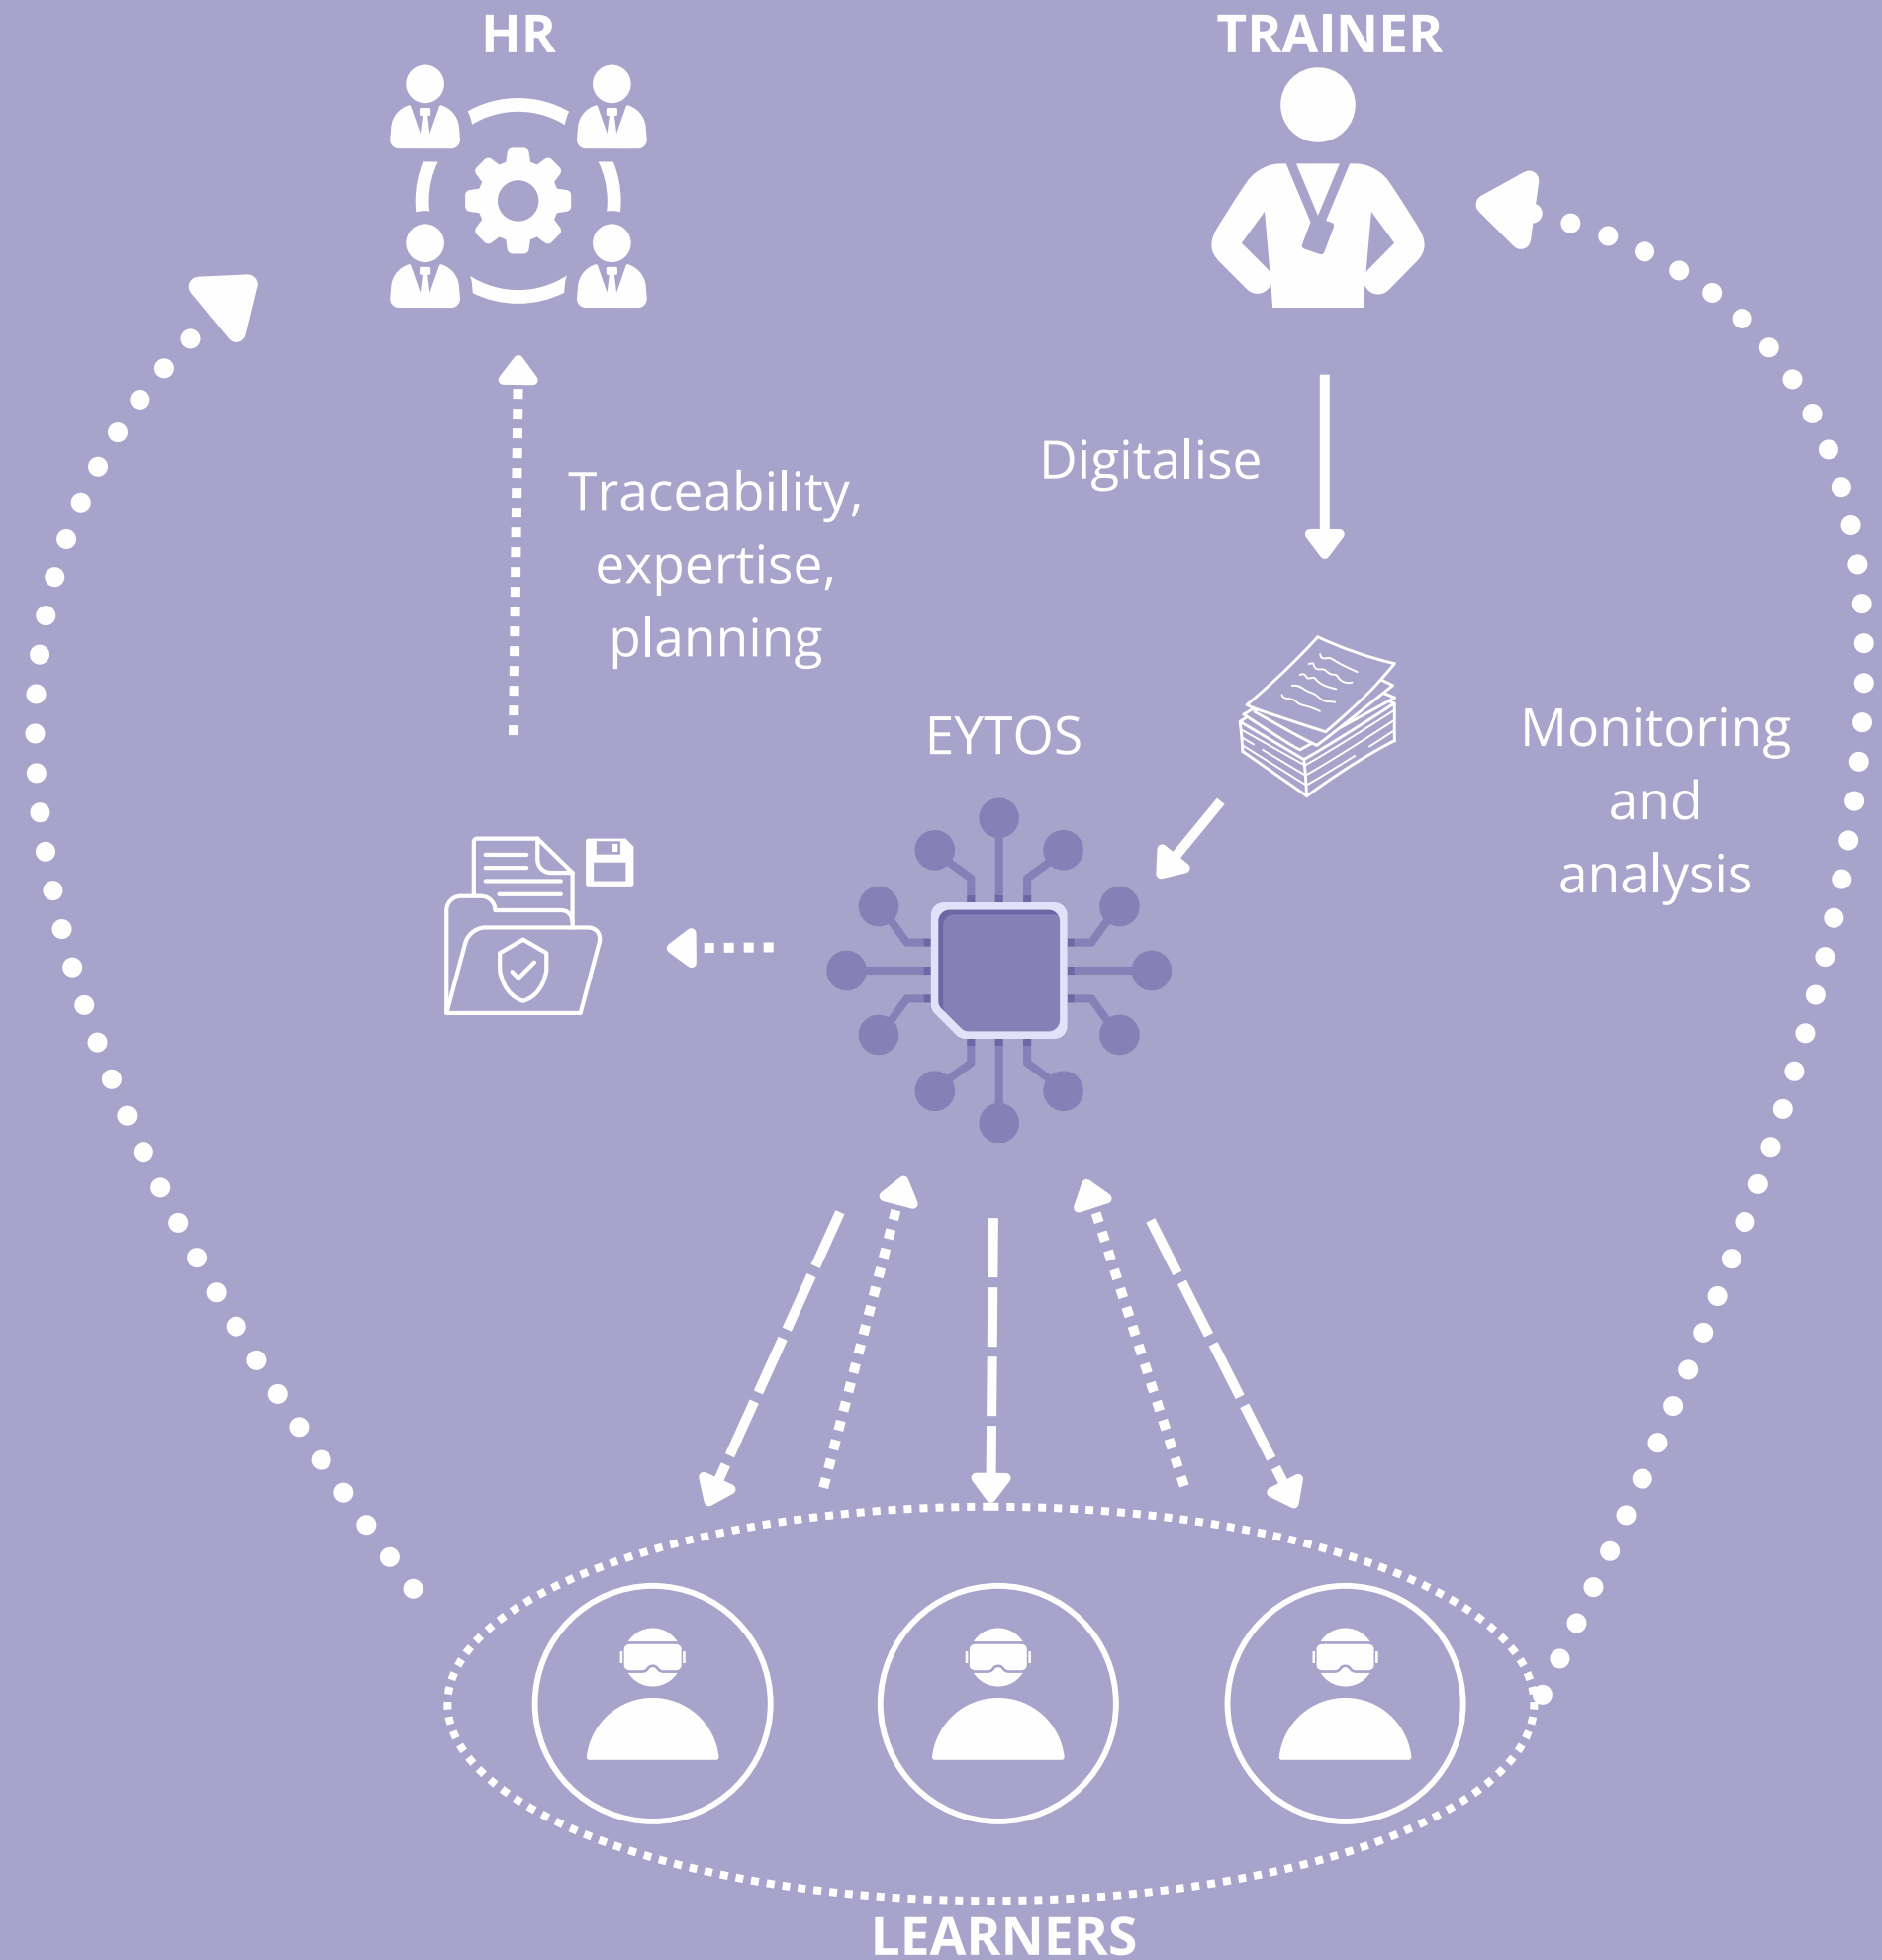 HR
TRAINER
Digitalise
Traceability,
expertise,
planning
EYTOS
Monitoring
and
analysis
LEARNERS